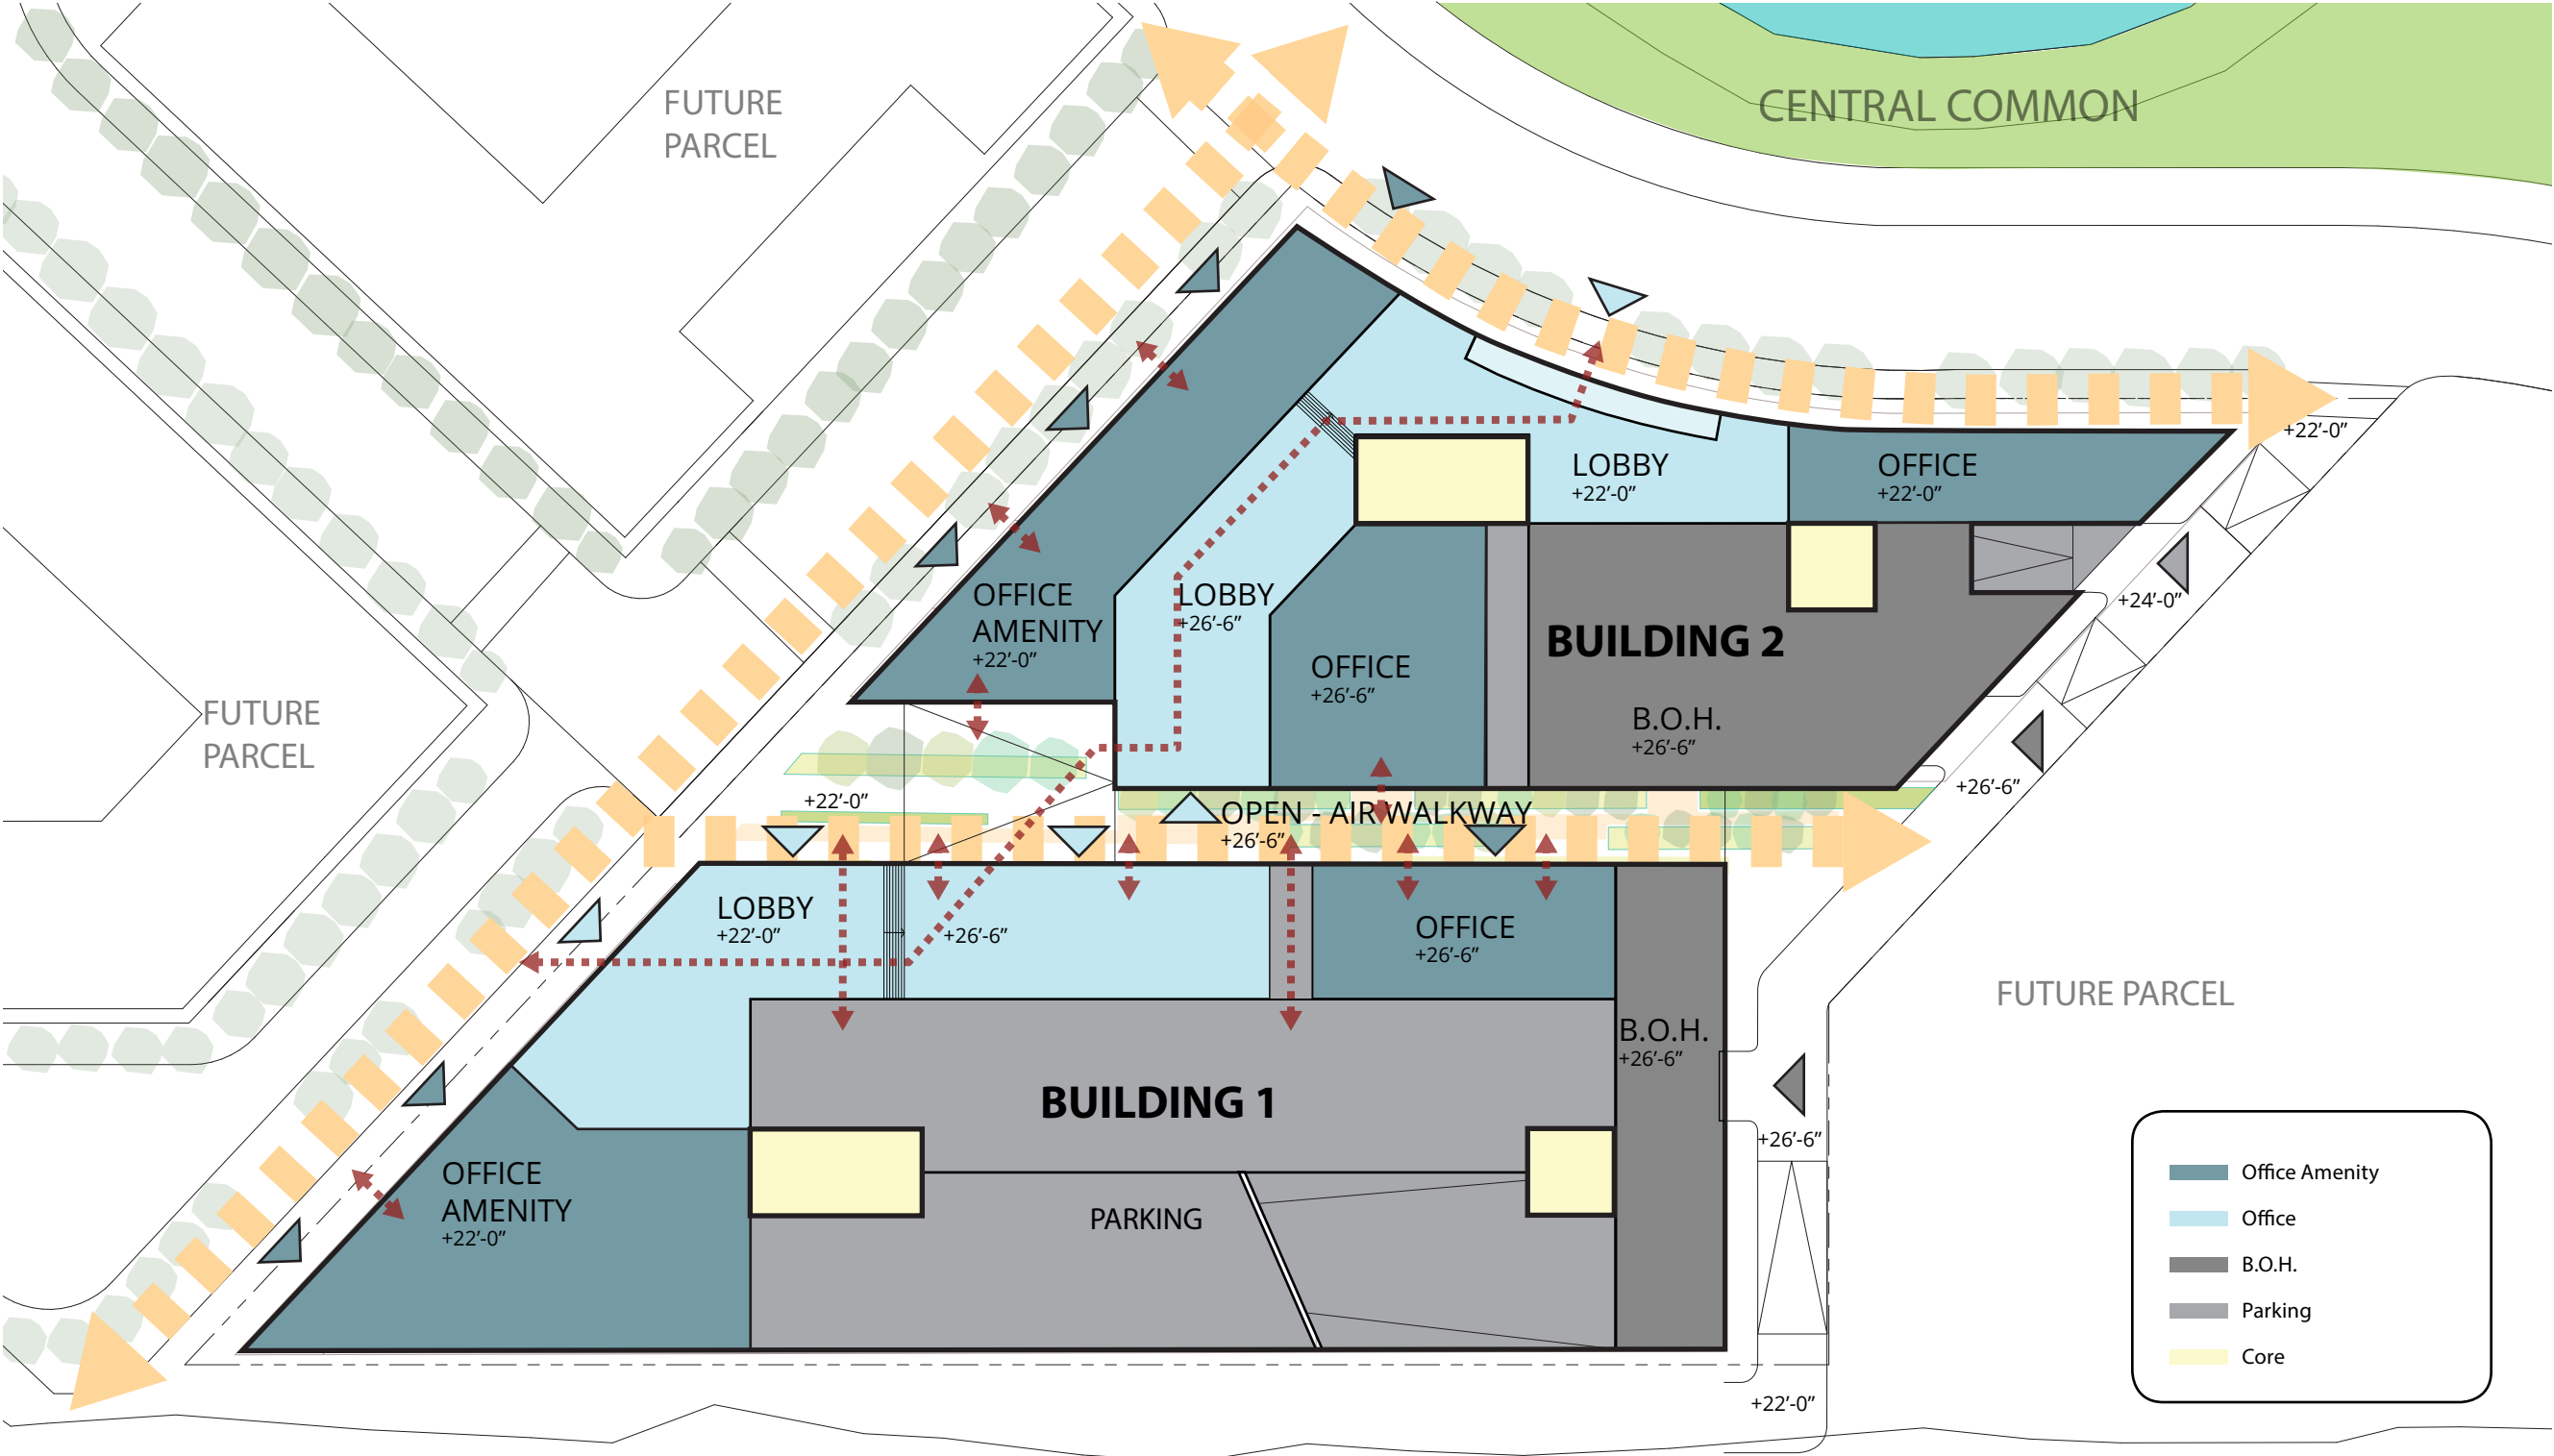 FUTURE
PARCEL
CENTRAL COMMON
+22'-0”
LOBBY
+22'-0”
OFFICE
+22'-0”
OFFICE
AMENITY
+22'-0”
LOBBY
+26'-6”
OFFICE
+26'-6”
BUILDING 2
B.O.H.
+26'-6”
+24'-0”
+26'-6”
FUTURE
PARCEL
+22'-0”
OPEN - AIR WALKWAY
+26'-6”
LOBBY
+22'-0”
+26'-6”
OFFICE
+26'-6”
B.O.H.
+26'-6”
FUTURE PARCEL
BUILDING 1
OFFICE
AMENITY
+22'-0”
PARKING
+26'-6”
+22'-0”
Office Amenity
Office
B.O.H.
Parking
Core